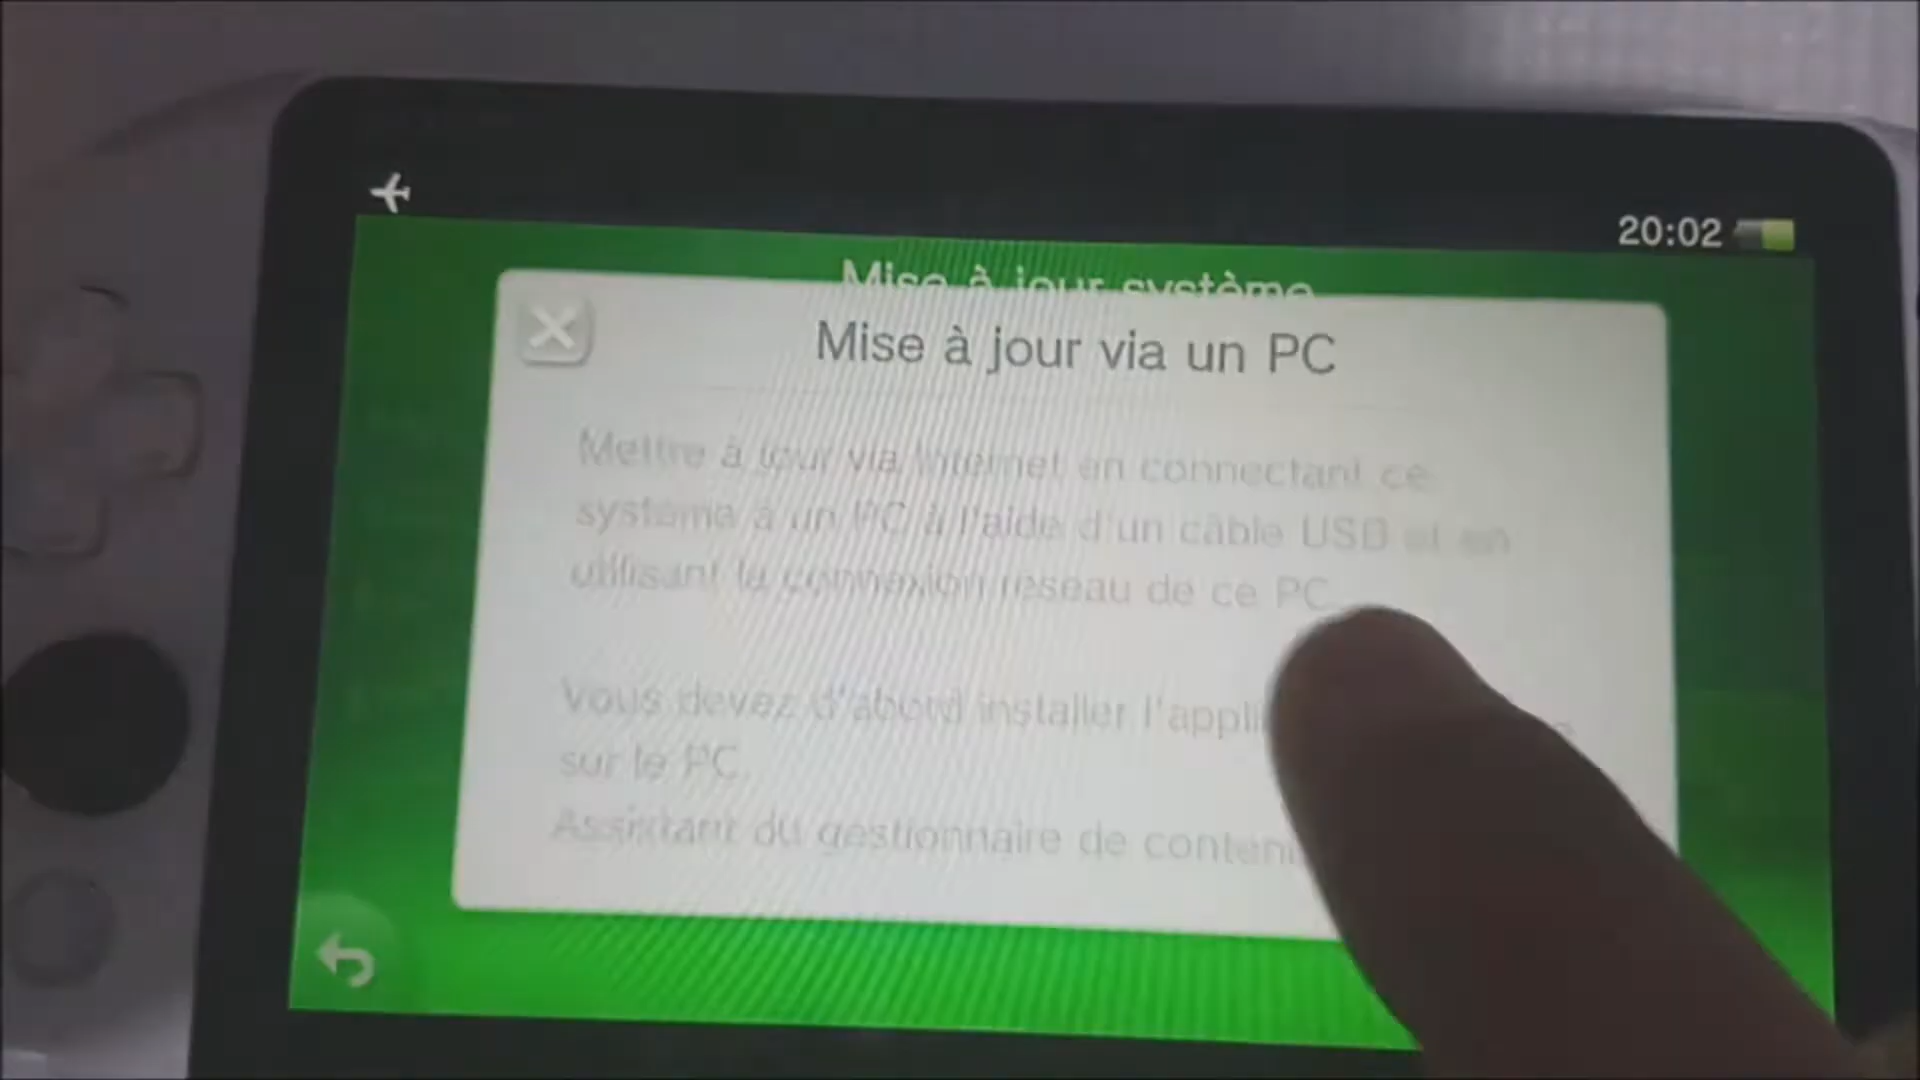 20:02
Mise à jour système
Mise à jour via un PC
Mettre à jour via Internet en connectant ce
système à un PC à l'aide d'un câble USB et en
utilisant la connexion réseau de ce PC.
Vous devez d'abord installer l'appli
sur le PC.
Assistant du gestionnaire de conten